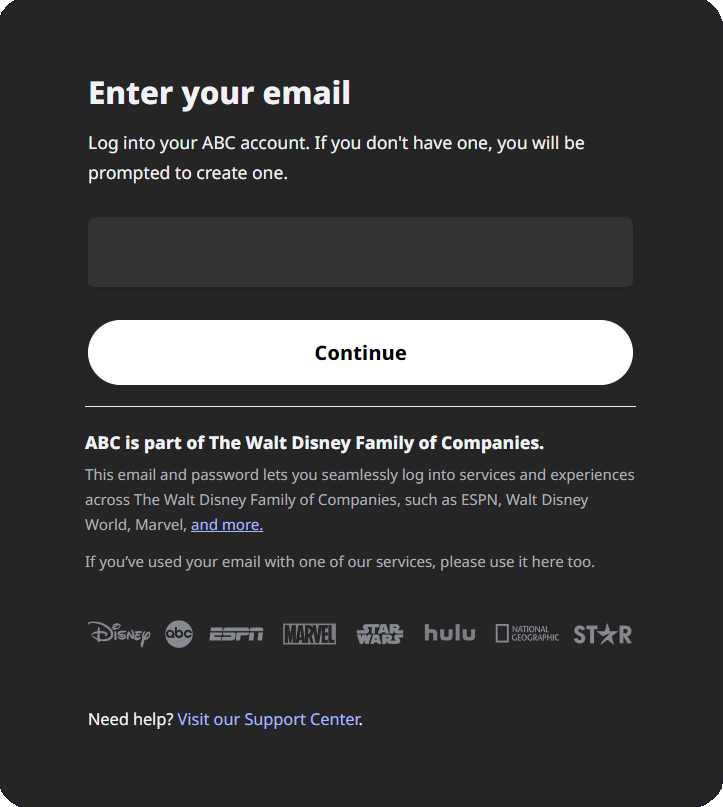 Enter your email
Log into your ABC account. If you don't have one, you will be
prompted to create one.
Continue
ABC is part of The Walt Disney Family of Companies.
This email and password lets you seamlessly log into services and experiences
across The Walt Disney Family of Companies, such as ESPN, Walt Disney
World, Marvel, and more.
If you’ve used your email with one of our services, please use it here too.
Disney abc ESPN MARVEL STAR WARS hulu NATIONAL GEOGRAPHIC STAR
Need help? Visit our Support Center.